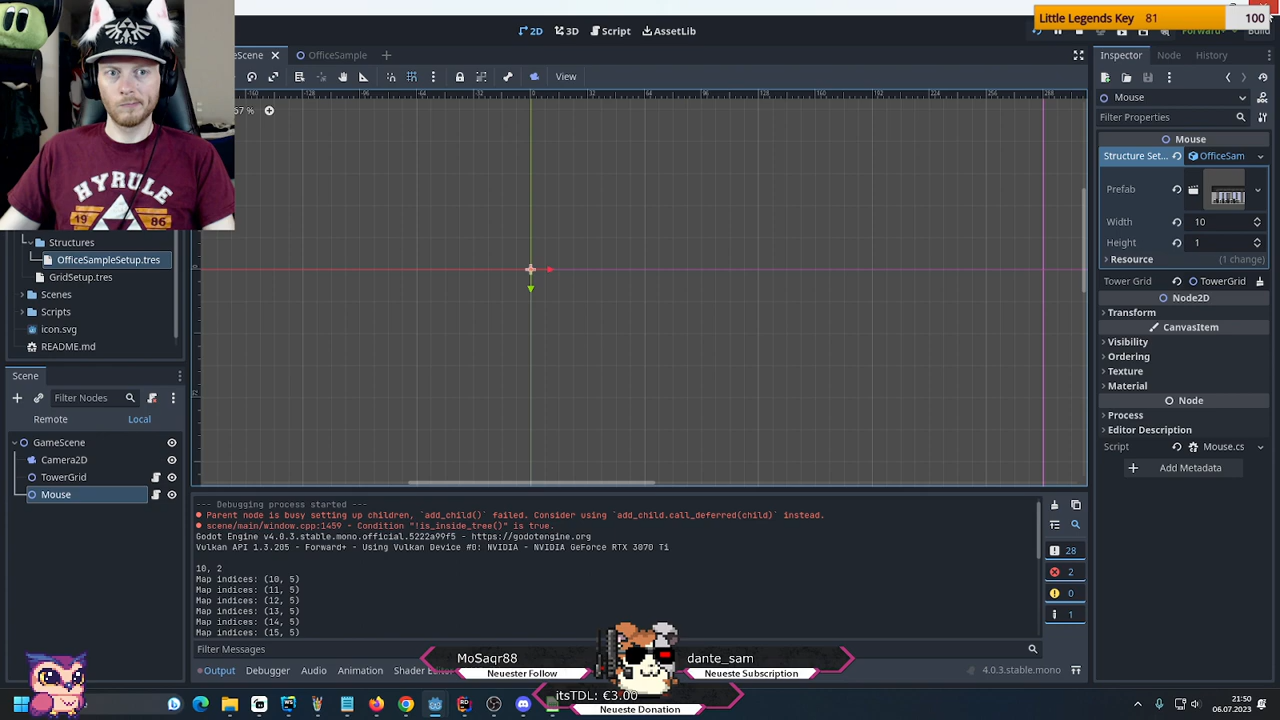 Little Legends Key 81 100
2D 3D Script AssetLib Forward+ Build
eScene OfficeSample
View
57 %
HYRULE
19 86
Structures
OfficeSampleSetup.tres
GridSetup.tres
Scenes
Scripts
icon.svg
README.md
Scene
Filter Nodes
Remote Local
GameScene
Camera2D
TowerGrid
Mouse
--- Debugging process started ---
Parent node is busy setting up children, `add_child()` failed. Consider using `add_child.call_deferred(child)` instead.
scene/main/window.cpp:1459 - Condition "!is_inside_tree()" is true.
Godot Engine v4.0.3.stable.mono.official.5222a99f5 - https://godotengine.org
Vulkan API 1.3.205 - Forward+ - Using Vulkan Device #0: NVIDIA - NVIDIA GeForce RTX 3070 Ti
10, 2
Map indices: (10, 5)
Map indices: (11, 5)
Map indices: (12, 5)
Map indices: (13, 5)
Map indices: (14, 5)
Map indices: (15, 5)
Filter Messages
28
2
0
1
Output Debugger Audio Animation Shader 4.0.3.stable.mono
Inspector Node History
Mouse
Filter Properties
Mouse
Structure Set... OfficeSam
Prefab
Width 10
Height 1
Resource (1 change)
Tower Grid TowerGrid
Node2D
Transform
CanvasItem
Visibility
Ordering
Texture
Material
Node
Process
Editor Description
Script Mouse.cs
Add Metadata
MoSaqr88
Neuester Follow
dante_sam
Neueste Subscription
itsTDL: €3.00
Neueste Donation
21:50
06.07.2023